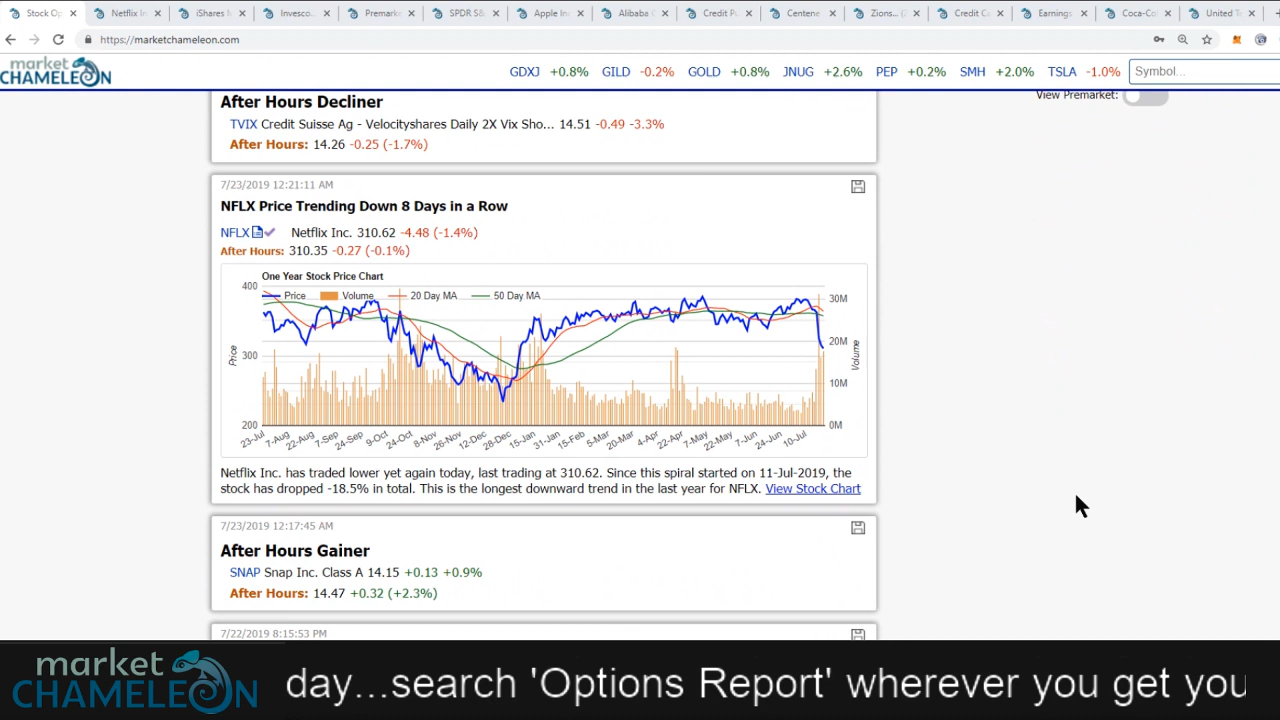 Stock Op
Netflix In
iShares M
Invesco
Premark
SPDR S&
Apple In
Alibaba
Credit P
Centene
Zions...
Credit C
Earnings
Coca-Co
United T
https://marketchameleon.com
market
CHAMELEON
GDXJ +0.8% GILD -0.2% GOLD +0.8% JNUG +2.6% PEP +0.2% SMH +2.0% TSLA -1.0%
Symbol...
View Premarket:
After Hours Decliner
TVIX Credit Suisse Ag - Velocityshares Daily 2X Vix Sho... 14.51 -0.49 -3.3%
After Hours: 14.26 -0.25 (-1.7%)
7/23/2019 12:21:11 AM
NFLX Price Trending Down 8 Days in a Row
NFLX Netflix Inc. 310.62 -4.48 (-1.4%)
After Hours: 310.35 -0.27 (-0.1%)
One Year Stock Price Chart
Price Volume 20 Day MA 50 Day MA
400
300
200
Price
30M
20M
10M
0M
Volume
23-Jul 7-Aug 22-Aug 7-Sep 24-Sep 9-Oct 24-Oct 8-Nov 26-Nov 12-Dec 28-Dec 15-Jan 31-Jan 15-Feb 5-Mar 20-Mar 4-Apr 22-Apr 7-May 22-May 7-Jun 24-Jun 10-Jul
Netflix Inc. has traded lower yet again today, last trading at 310.62. Since this spiral started on 11-Jul-2019, the
stock has dropped -18.5% in total. This is the longest downward trend in the last year for NFLX. View Stock Chart
7/23/2019 12:17:45 AM
After Hours Gainer
SNAP Snap Inc. Class A 14.15 +0.13 +0.9%
After Hours: 14.47 +0.32 (+2.3%)
7/22/2019 8:15:53 PM
market
CHAMELEON
day...search 'Options Report' wherever you get you